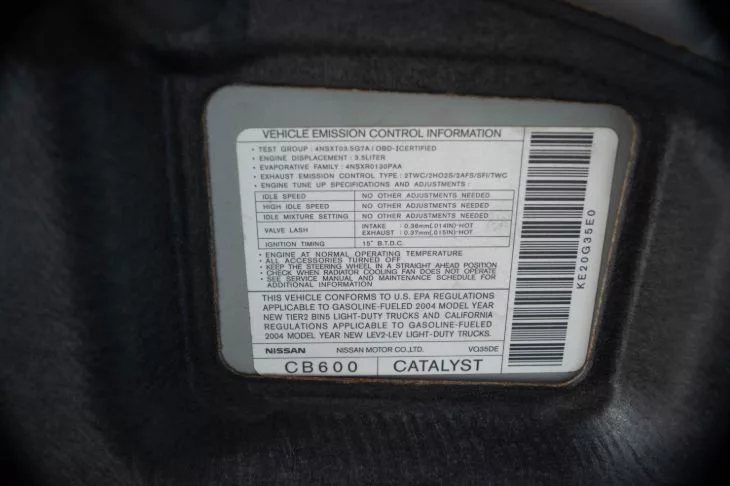 VEHICLE EMISSION CONTROL INFORMATION
• TEST GROUP : 4NSXT03.5G7A / OBD-ⅡCERTIFIED
• ENGINE DISPLACEMENT : 3.5LITER
• EVAPORATIVE FAMILY : 4NSXR0130PAA
• EXHAUST EMISSION CONTROL TYPE : 2TWC/2HO2S/2AFS/SFI/TWC
• ENGINE TUNE UP SPECIFICATIONS AND ADJUSTMENTS :
IDLE SPEED NO OTHER ADJUSTMENTS NEEDED
HIGH IDLE SPEED NO OTHER ADJUSTMENTS NEEDED
IDLE MIXTURE SETTING NO OTHER ADJUSTMENTS NEEDED
VALVE LASH INTAKE : 0.36mm(.014IN)-HOT
EXHAUST : 0.37mm(.015IN)-HOT
IGNITION TIMING 15° B.T.D.C.
• ENGINE AT NORMAL OPERATING TEMPERATURE
• ALL ACCESSORIES TURNED OFF
• KEEP THE STEERING WHEEL IN A STRAIGHT AHEAD POSITION
• CHECK WHEN RADIATOR COOLING FAN DOES NOT OPERATE
• SEE SERVICE MANUAL AND MAINTENANCE SCHEDULE FOR
ADDITIONAL INFORMATION
THIS VEHICLE CONFORMS TO U.S. EPA REGULATIONS
APPLICABLE TO GASOLINE-FUELED 2004 MODEL YEAR
NEW TIER2 BIN5 LIGHT-DUTY TRUCKS AND CALIFORNIA
REGULATIONS APPLICABLE TO GASOLINE-FUELED
2004 MODEL YEAR NEW LEV2-LEV LIGHT-DUTY TRUCKS.
NISSAN NISSAN MOTOR CO.,LTD. VQ35DE
CB600 CATALYST
KE20G35E0